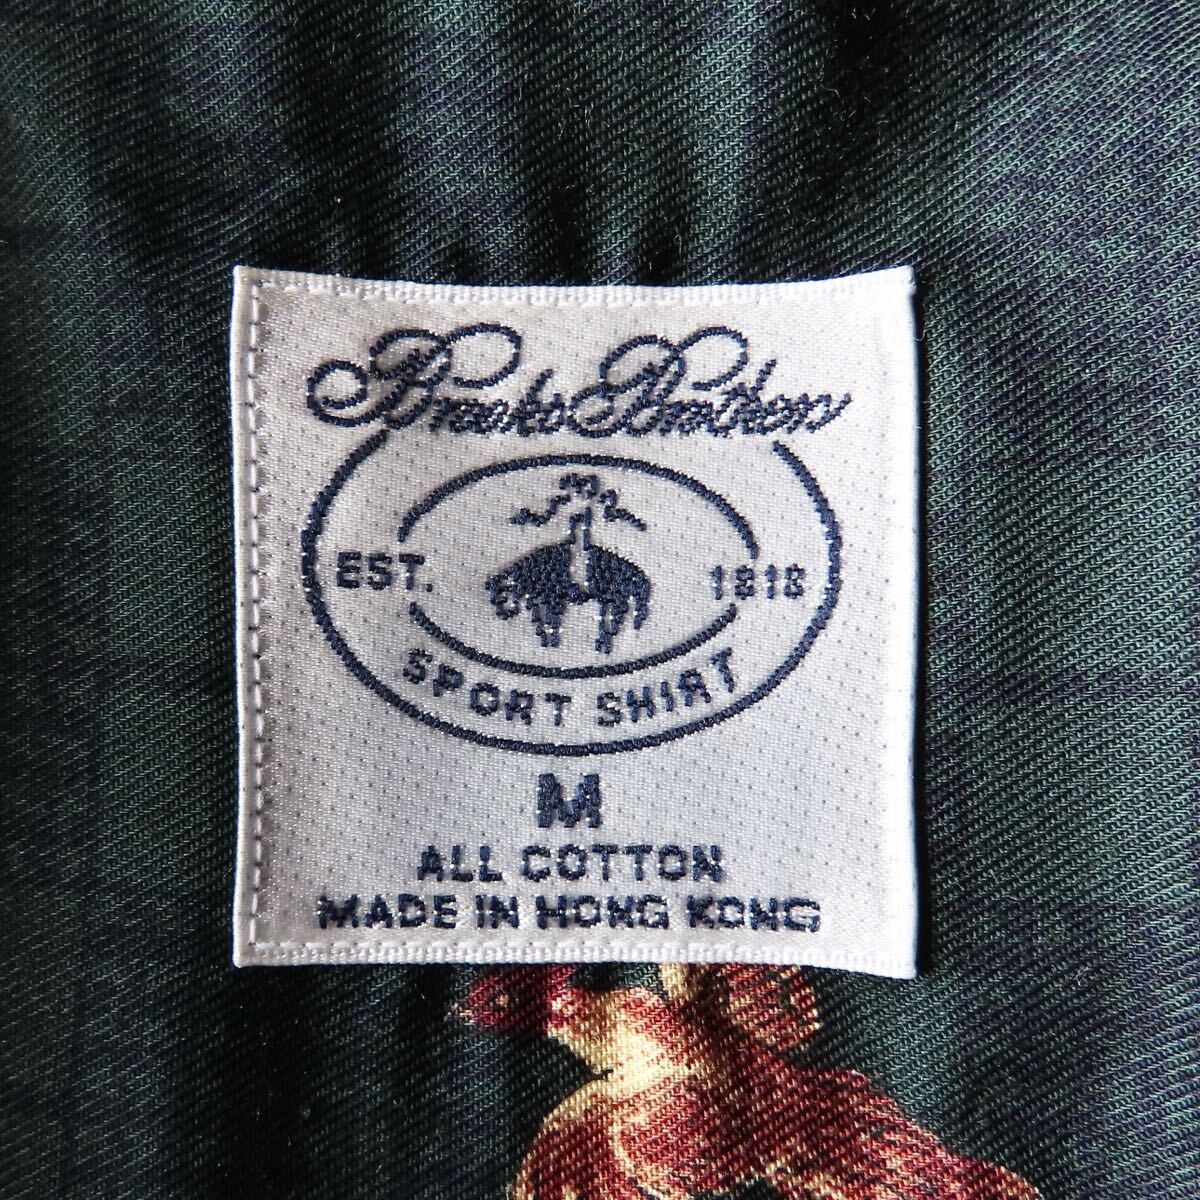 Brooks Brothers
EST. 1818
SPORT SHIRT
M
ALL COTTON
MADE IN HONG KONG